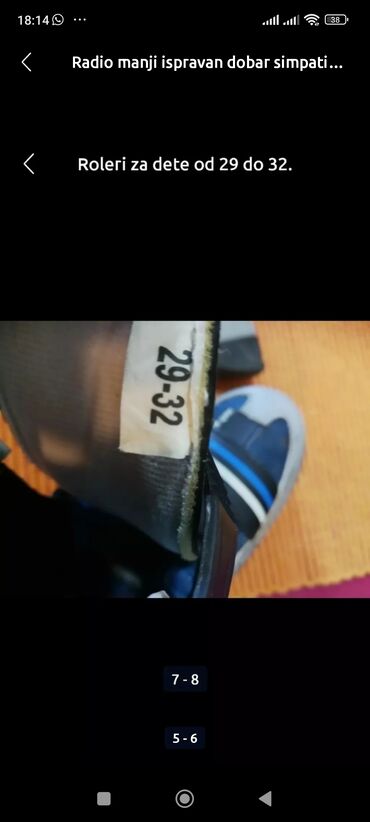 18:14
38
Radio manji ispravan dobar simpati...
Roleri za dete od 29 do 32.
29-32
7 - 8
5 - 6